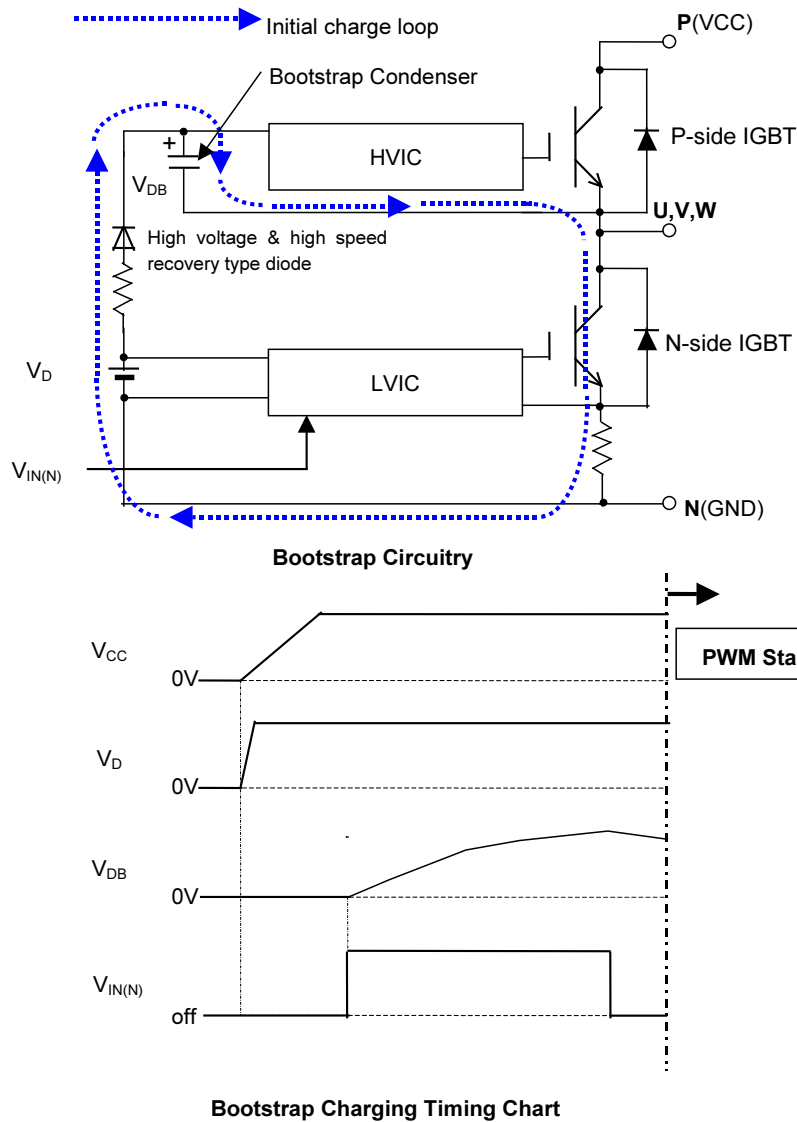 Initial charge loop
P(VCC)
Bootstrap Condenser
+
HVIC
P-side IGBT
VDB
U,V,W
High voltage & high speed
recovery type diode
N-side IGBT
VD
LVIC
VIN(N)
N(GND)
Bootstrap Circuitry
VCC
0V
PWM Sta
VD
0V
VDB
0V
VIN(N)
off
Bootstrap Charging Timing Chart